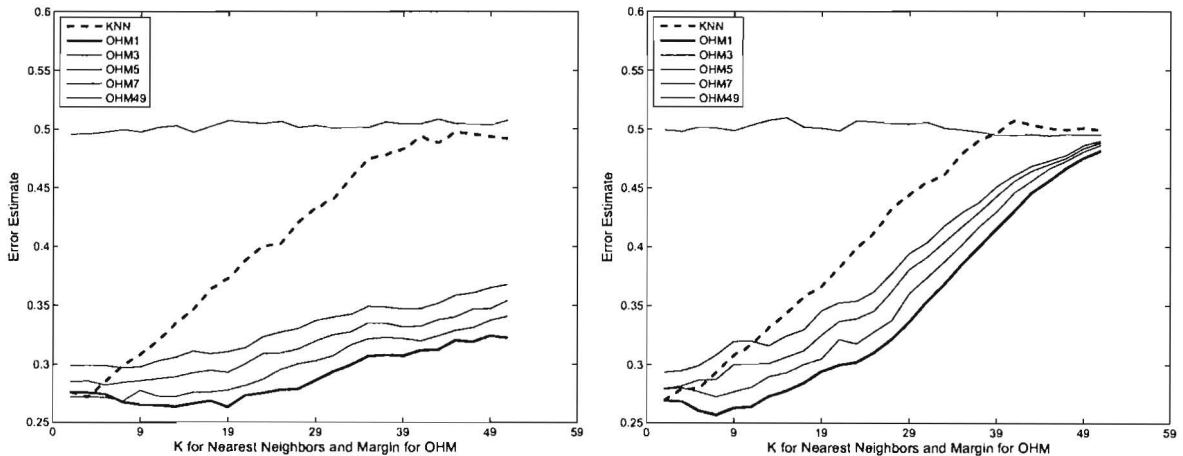 0.6
0.55
0.5
0.45
0.4
0.35
0.3
0.25
Error Estimate
KNN
OHM1
OHM3
OHM5
OHM7
OHM49
0 9 19 29 39 49 59
K for Nearest Neighbors and Margin for OHM
0.6
0.55
0.5
0.45
0.4
0.35
0.3
0.25
Error Estimate
KNN
OHM1
OHM3
OHM5
OHM7
OHM49
0 9 19 29 39 49 59
K for Nearest Neighbors and Margin for OHM